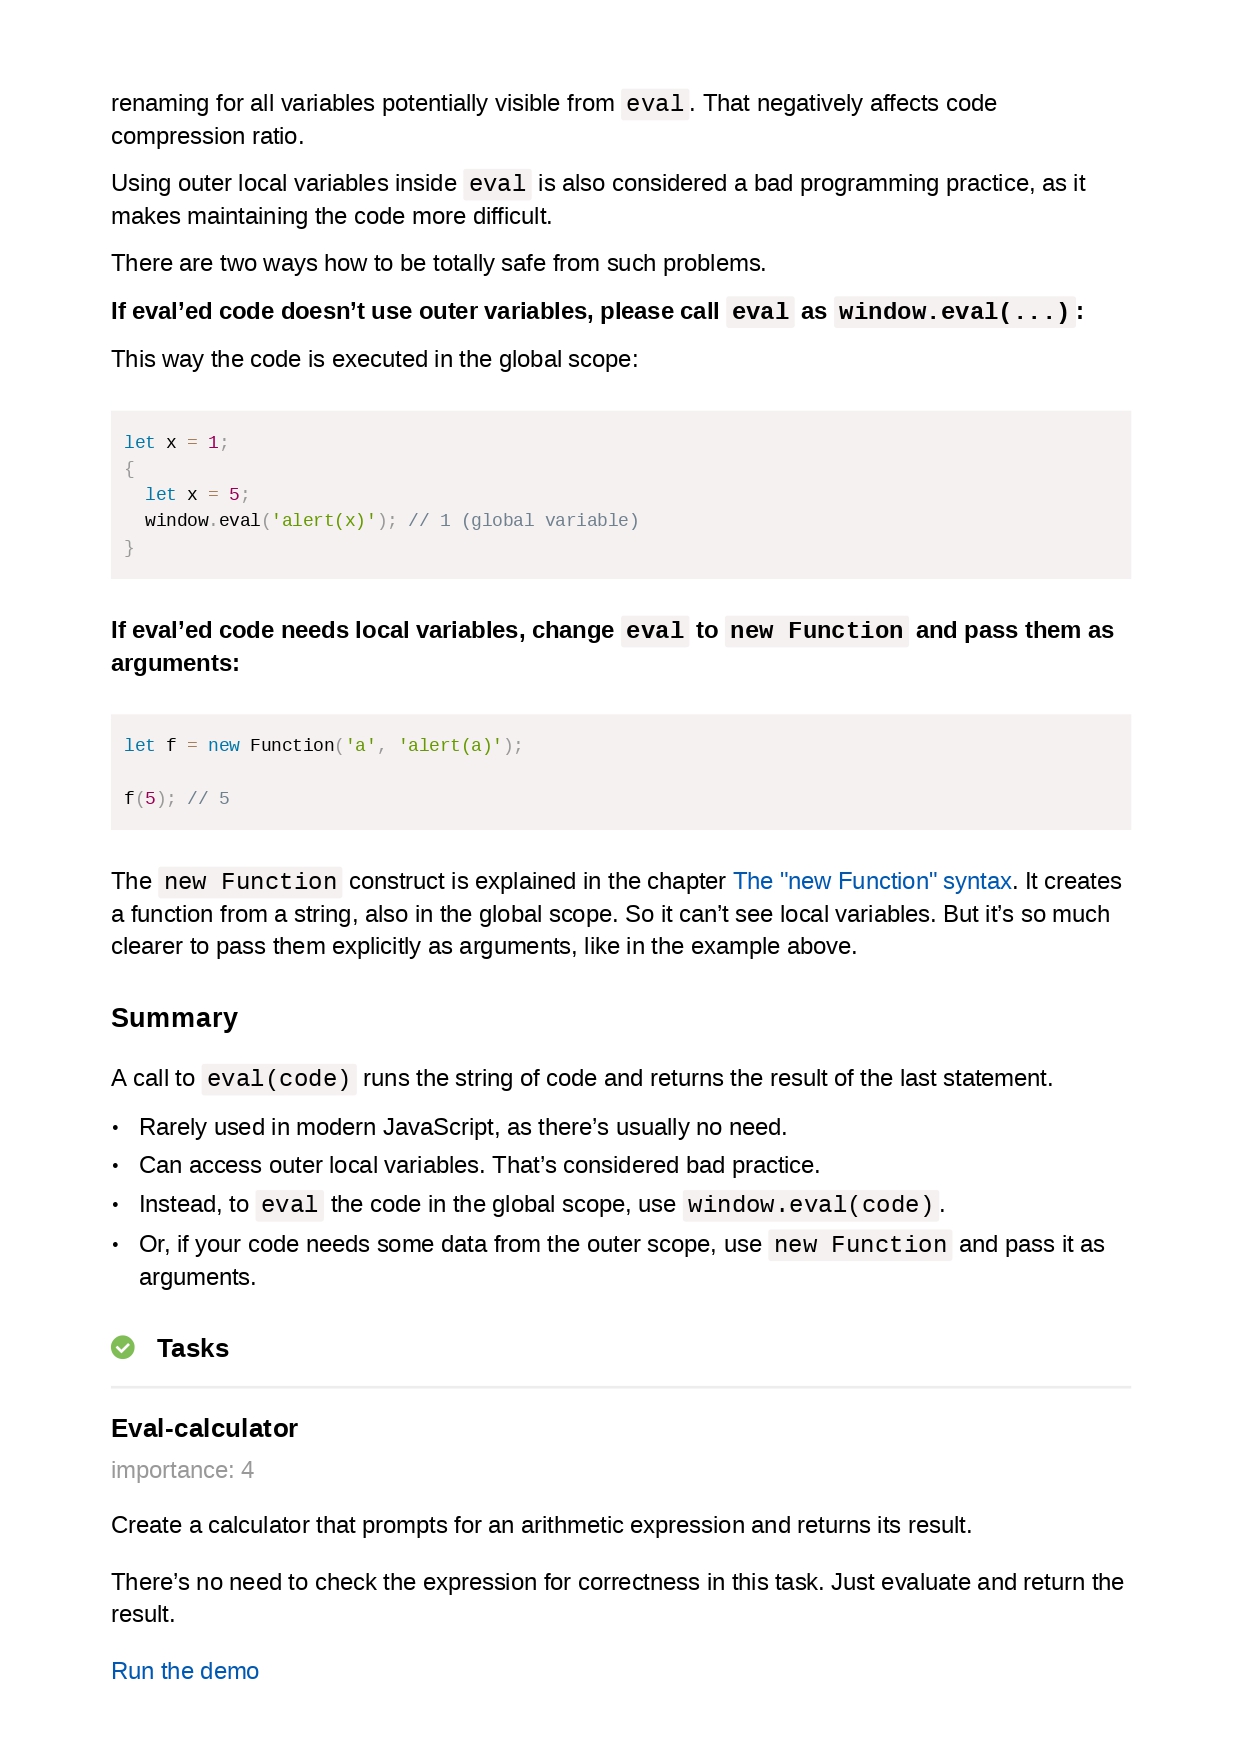 renaming for all variables potentially visible from eval. That negatively affects code
compression ratio.
Using outer local variables inside eval is also considered a bad programming practice, as it
makes maintaining the code more difficult.
There are two ways how to be totally safe from such problems.
If eval’ed code doesn’t use outer variables, please call eval as window.eval(...):
This way the code is executed in the global scope:
let x = 1;
{
  let x = 5;
  window.eval('alert(x)'); // 1 (global variable)
}
If eval’ed code needs local variables, change eval to new Function and pass them as
arguments:
let f = new Function('a', 'alert(a)');
f(5); // 5
The new Function construct is explained in the chapter The "new Function" syntax. It creates
a function from a string, also in the global scope. So it can’t see local variables. But it’s so much
clearer to pass them explicitly as arguments, like in the example above.
Summary
A call to eval(code) runs the string of code and returns the result of the last statement.
• Rarely used in modern JavaScript, as there’s usually no need.
• Can access outer local variables. That’s considered bad practice.
• Instead, to eval the code in the global scope, use window.eval(code).
• Or, if your code needs some data from the outer scope, use new Function and pass it as
arguments.
Tasks
Eval-calculator
importance: 4
Create a calculator that prompts for an arithmetic expression and returns its result.
There’s no need to check the expression for correctness in this task. Just evaluate and return the
result.
Run the demo